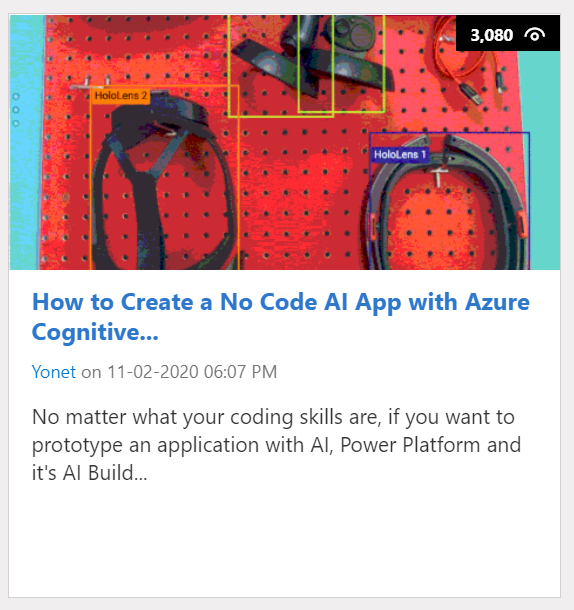 3,080
HoloLens 2
HoloLens 1
How to Create a No Code AI App with Azure
Cognitive...
Yonet on 11-02-2020 06:07 PM
No matter what your coding skills are, if you want to
prototype an application with AI, Power Platform and
it's AI Build...